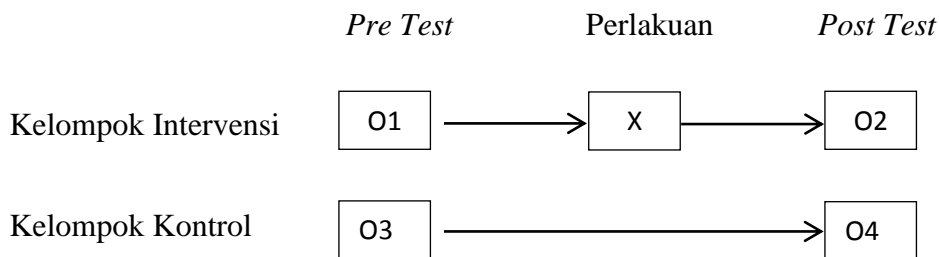 Pre Test Perlakuan Post Test
Kelompok Intervensi O1 X O2
Kelompok Kontrol O3 O4